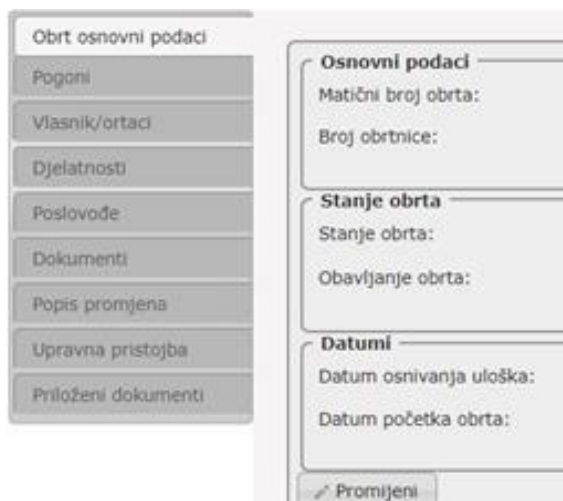 Obrt osnovni podaci
Pogoni
Vlasnik/ortaci
Djelatnosti
Poslovođe
Dokumenti
Popis promjena
Upravna pristojba
Priloženi dokumenti
Osnovni podaci
Matični broj obrta:
Broj obrtnice:
Stanje obrta
Stanje obrta:
Obavljanje obrta:
Datumi
Datum osnivanja uloška:
Datum početka obrta:
Promijeni